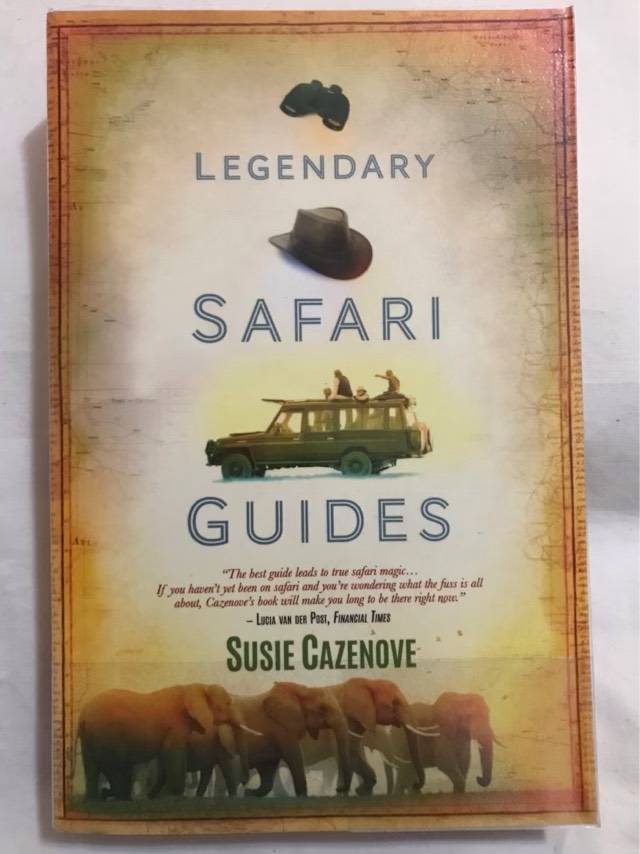 LEGENDARY
SAFARI
GUIDES
“The best guide leads to true safari magic...
If you haven't yet been on safari and you're wondering what the fuss is all
about, Cazenove's book will make you long to be there right now.”
– LUCIA VAN DER POST, FINANCIAL TIMES
SUSIE CAZENOVE